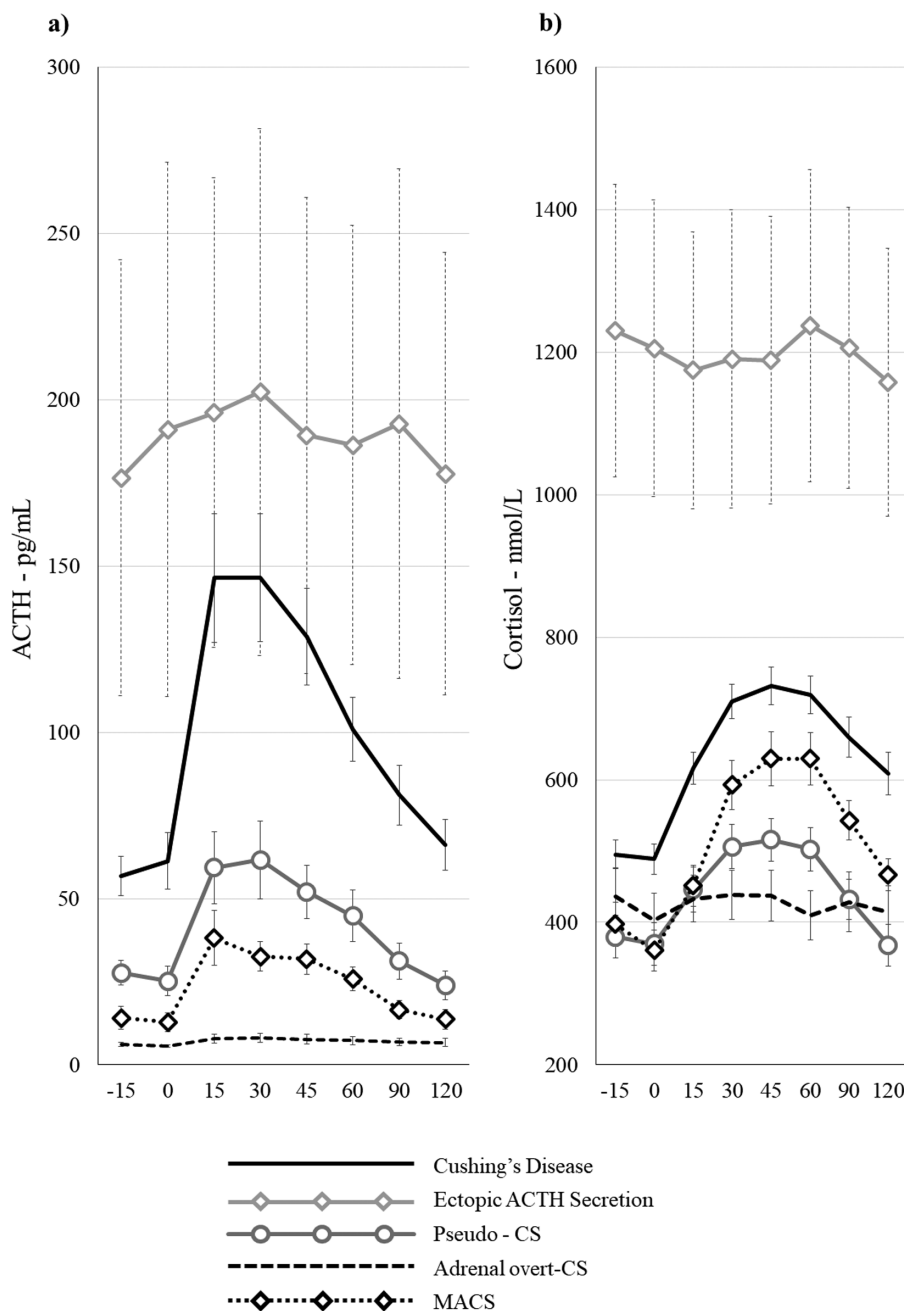 a)
300
250
200
150
100
50
0
ACTH - pg/mL
-15 0 15 30 45 60 90 120
b)
1600
1400
1200
1000
800
600
400
200
Cortisol - nmol/L
-15 0 15 30 45 60 90 120
Cushing's Disease
Ectopic ACTH Secretion
Pseudo - CS
Adrenal overt-CS
MACS